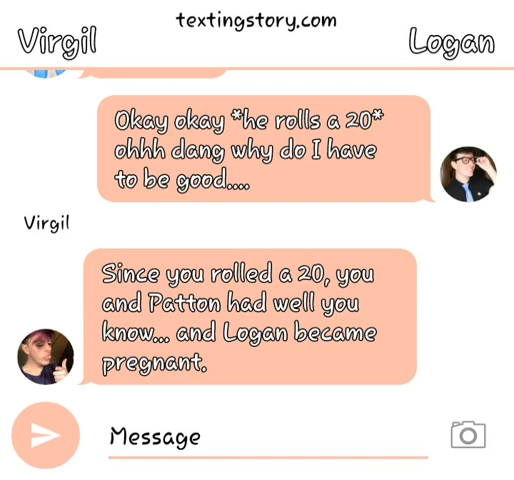 textingstory.com
Virgil
Logan
Okay okay *he rolls a 20*
ohhh dang why do I have
to be good....
Virgil
Since you rolled a 20, you
and Patton had well you
know... and Logan became
pregnant.
Message